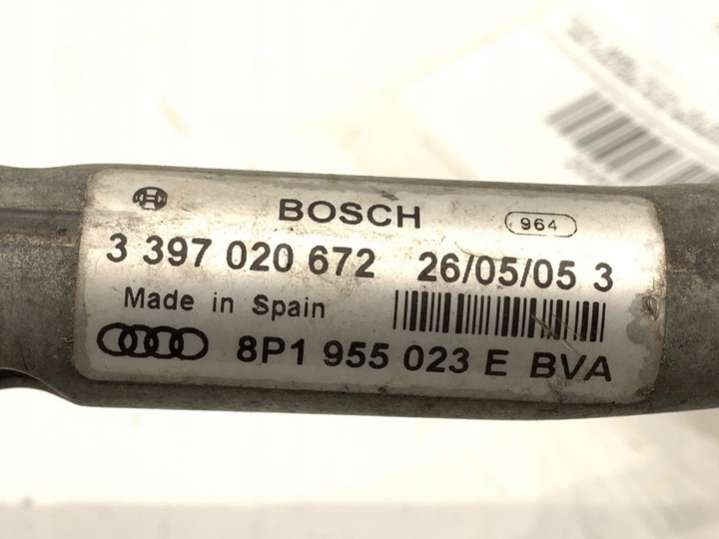 BOSCH 964
3 397 020 672 26/05/05 3
Made in Spain
8P1 955 023 E BVA